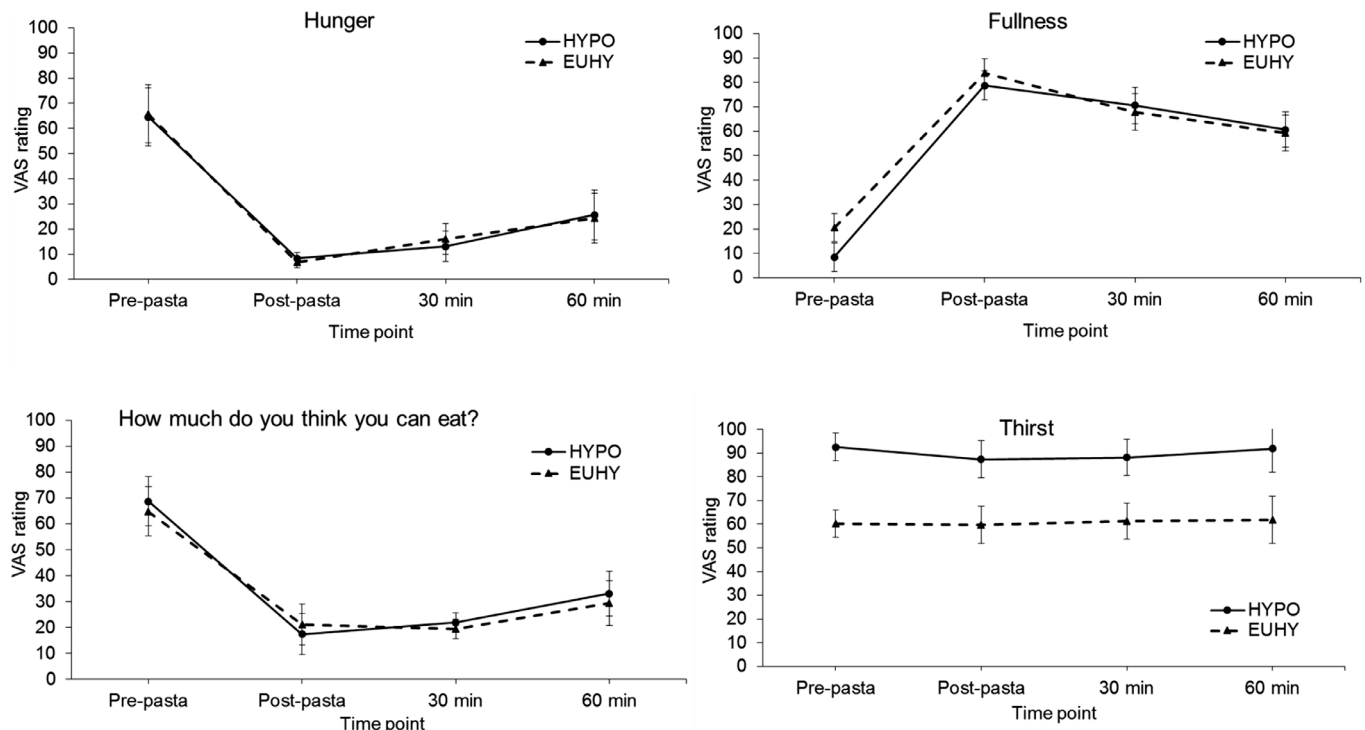 Hunger
HYPO
EUHY
VAS rating
100
90
80
70
60
50
40
30
20
10
0
Pre-pasta Post-pasta 30 min 60 min
Time point
Fullness
HYPO
EUHY
VAS rating
100
90
80
70
60
50
40
30
20
10
0
Pre-pasta Post-pasta 30 min 60 min
Time point
How much do you think you can eat?
HYPO
EUHY
VAS rating
100
90
80
70
60
50
40
30
20
10
0
Pre-pasta Post-pasta 30 min 60 min
Time point
Thirst
HYPO
EUHY
VAS rating
100
90
80
70
60
50
40
30
20
10
0
Pre-pasta Post-pasta 30 min 60 min
Time point